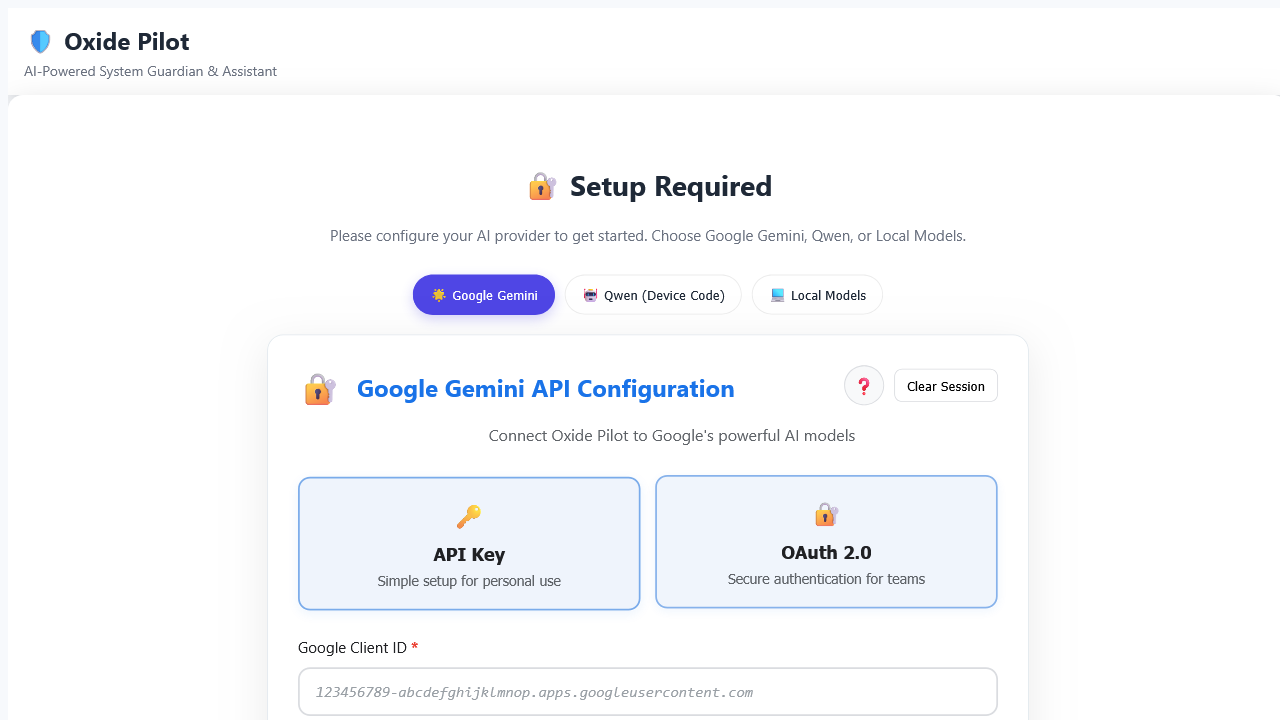 Oxide Pilot
AI-Powered System Guardian & Assistant
Setup Required
Please configure your AI provider to get started. Choose Google Gemini, Qwen, or Local Models.
Google Gemini
Qwen (Device Code)
Local Models
Google Gemini API Configuration
Clear Session
Connect Oxide Pilot to Google's powerful AI models
API Key
Simple setup for personal use
OAuth 2.0
Secure authentication for teams
Google Client ID *
123456789-abcdefghijklmnop.apps.googleusercontent.com